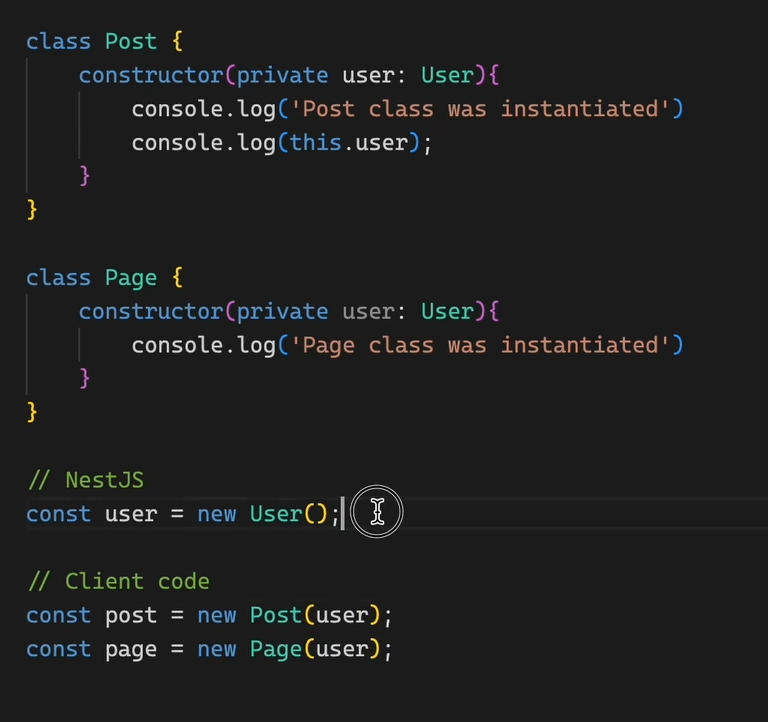 class Post {
    constructor(private user: User){
        console.log('Post class was instantiated')
        console.log(this.user);
    }
}

class Page {
    constructor(private user: User){
        console.log('Page class was instantiated')
    }
}

// NestJS
const user = new User();

// Client code
const post = new Post(user);
const page = new Page(user);